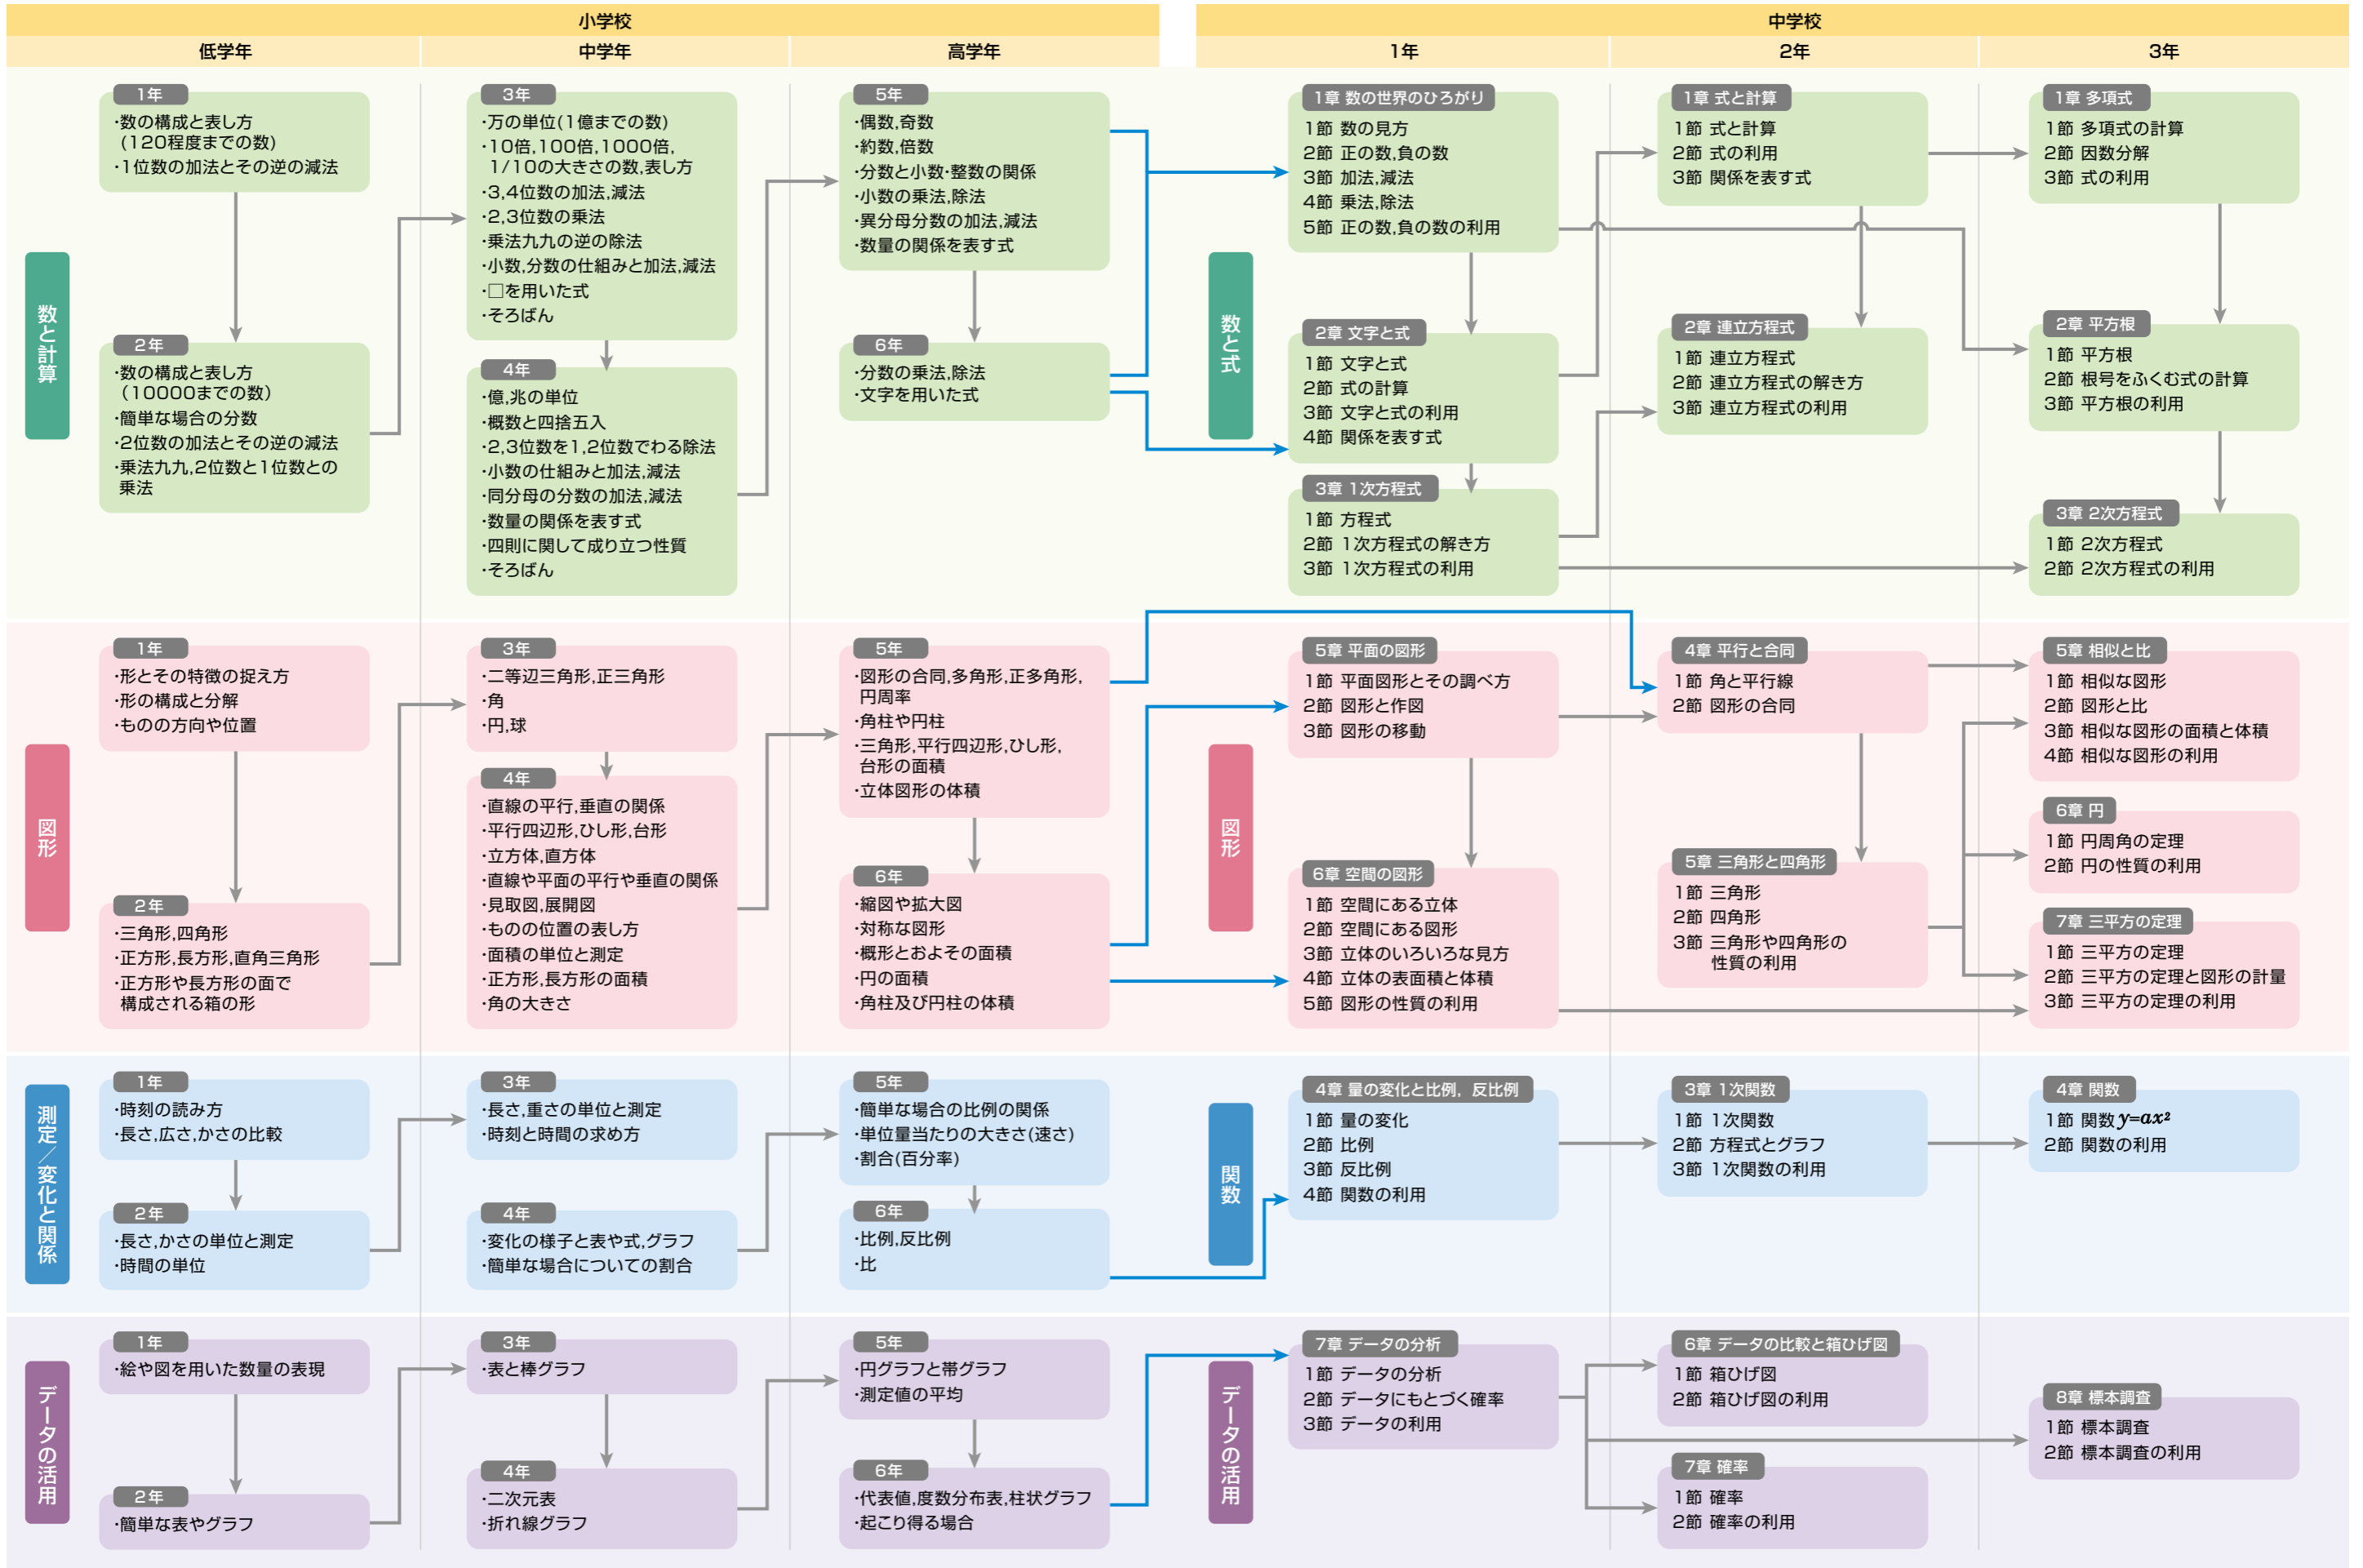 小学校
中学校
低学年
中学年
高学年
1年
2年
3年
数と計算
1年
·数の構成と表し方
(120程度までの数)
·1位数の加法とその逆の減法
2年
·数の構成と表し方
(10000までの数)
·簡単な場合の分数
·2位数の加法とその逆の減法
·乗法九九,2位数と1位数との
乗法
3年
·万の単位(1億までの数)
·10倍,100倍,1000倍,
1/10の大きさの数,表し方
·3,4位数の加法,減法
·2,3位数の乗法
·乗法九九の逆の除法
·小数,分数の仕組みと加法,減法
·□を用いた式
·そろばん
4年
·億,兆の単位
·概数と四捨五入
·2,3位数を1,2位数でわる除法
·小数の仕組みと加法,減法
·同分母の分数の加法,減法
·数量の関係を表す式
·四則に関して成り立つ性質
·そろばん
5年
·偶数,奇数
·約数,倍数
·分数と小数·整数の関係
·小数の乗法,除法
·異分母分数の加法,減法
·数量の関係を表す式
6年
·分数の乗法,除法
·文字を用いた式
数と式
1章 数の世界のひろがり
1節 数の見方
2節 正の数,負の数
3節 加法,減法
4節 乗法,除法
5節 正の数,負の数の利用
2章 文字と式
1節 文字と式
2節 式の計算
3節 文字と式の利用
4節 関係を表す式
3章 1次方程式
1節 方程式
2節 1次方程式の解き方
3節 1次方程式の利用
1章 式と計算
1節 式と計算
2節 式の利用
3節 関係を表す式
2章 連立方程式
1節 連立方程式
2節 連立方程式の解き方
3節 連立方程式の利用
1章 多項式
1節 多項式の計算
2節 因数分解
3節 式の利用
2章 平方根
1節 平方根
2節 根号をふくむ式の計算
3節 平方根の利用
3章 2次方程式
1節 2次方程式
2節 2次方程式の利用
図形
1年
·形とその特徴の捉え方
·形の構成と分解
·ものの方向や位置
2年
·三角形,四角形
·正方形,長方形,直角三角形
·正方形や長方形の面で
構成される箱の形
3年
·二等辺三角形,正三角形
·角
·円,球
4年
·直線の平行,垂直の関係
·平行四辺形,ひし形,台形
·立方体,直方体
·直線や平面の平行や垂直の関係
·見取図,展開図
·ものの位置の表し方
·面積の単位と測定
·正方形,長方形の面積
·角の大きさ
5年
·図形の合同,多角形,正多角形,
円周率
·角柱や円柱
·三角形,平行四辺形,ひし形,
台形の面積
·立体図形の体積
6年
·縮図や拡大図
·対称な図形
·概形とおよその面積
·円の面積
·角柱及び円柱の体積
図形
5章 平面の図形
1節 平面図形とその調べ方
2節 図形と作図
3節 図形の移動
6章 空間の図形
1節 空間にある立体
2節 空間にある図形
3節 立体のいろいろな見方
4節 立体の表面積と体積
5節 図形の性質の利用
4章 平行と合同
1節 角と平行線
2節 図形の合同
5章 三角形と四角形
1節 三角形
2節 四角形
3節 三角形や四角形の
性質の利用
5章 相似と比
1節 相似な図形
2節 図形と比
3節 相似な図形の面積と体積
4節 相似な図形の利用
6章 円
1節 円周角の定理
2節 円の性質の利用
7章 三平方の定理
1節 三平方の定理
2節 三平方の定理と図形の計量
3節 三平方の定理の利用
測定／変化と関係
1年
·時刻の読み方
·長さ,広さ,かさの比較
2年
·長さ,かさの単位と測定
·時間の単位
3年
·長さ,重さの単位と測定
·時刻と時間の求め方
4年
·変化の様子と表や式,グラフ
·簡単な場合についての割合
5年
·簡単な場合の比例の関係
·単位量当たりの大きさ(速さ)
·割合(百分率)
6年
·比例,反比例
·比
関数
4章 量の変化と比例, 反比例
1節 量の変化
2節 比例
3節 反比例
4節 関数の利用
3章 1次関数
1節 1次関数
2節 方程式とグラフ
3節 1次関数の利用
4章 関数
1節 関数y=ax²
2節 関数の利用
データの活用
1年
·絵や図を用いた数量の表現
2年
·簡単な表やグラフ
3年
·表と棒グラフ
4年
·二次元表
·折れ線グラフ
5年
·円グラフと帯グラフ
·測定値の平均
6年
·代表値,度数分布表,柱状グラフ
·起こり得る場合
データの活用
7章 データの分析
1節 データの分析
2節 データにもとづく確率
3節 データの利用
6章 データの比較と箱ひげ図
1節 箱ひげ図
2節 箱ひげ図の利用
7章 確率
1節 確率
2節 確率の利用
8章 標本調査
1節 標本調査
2節 標本調査の利用